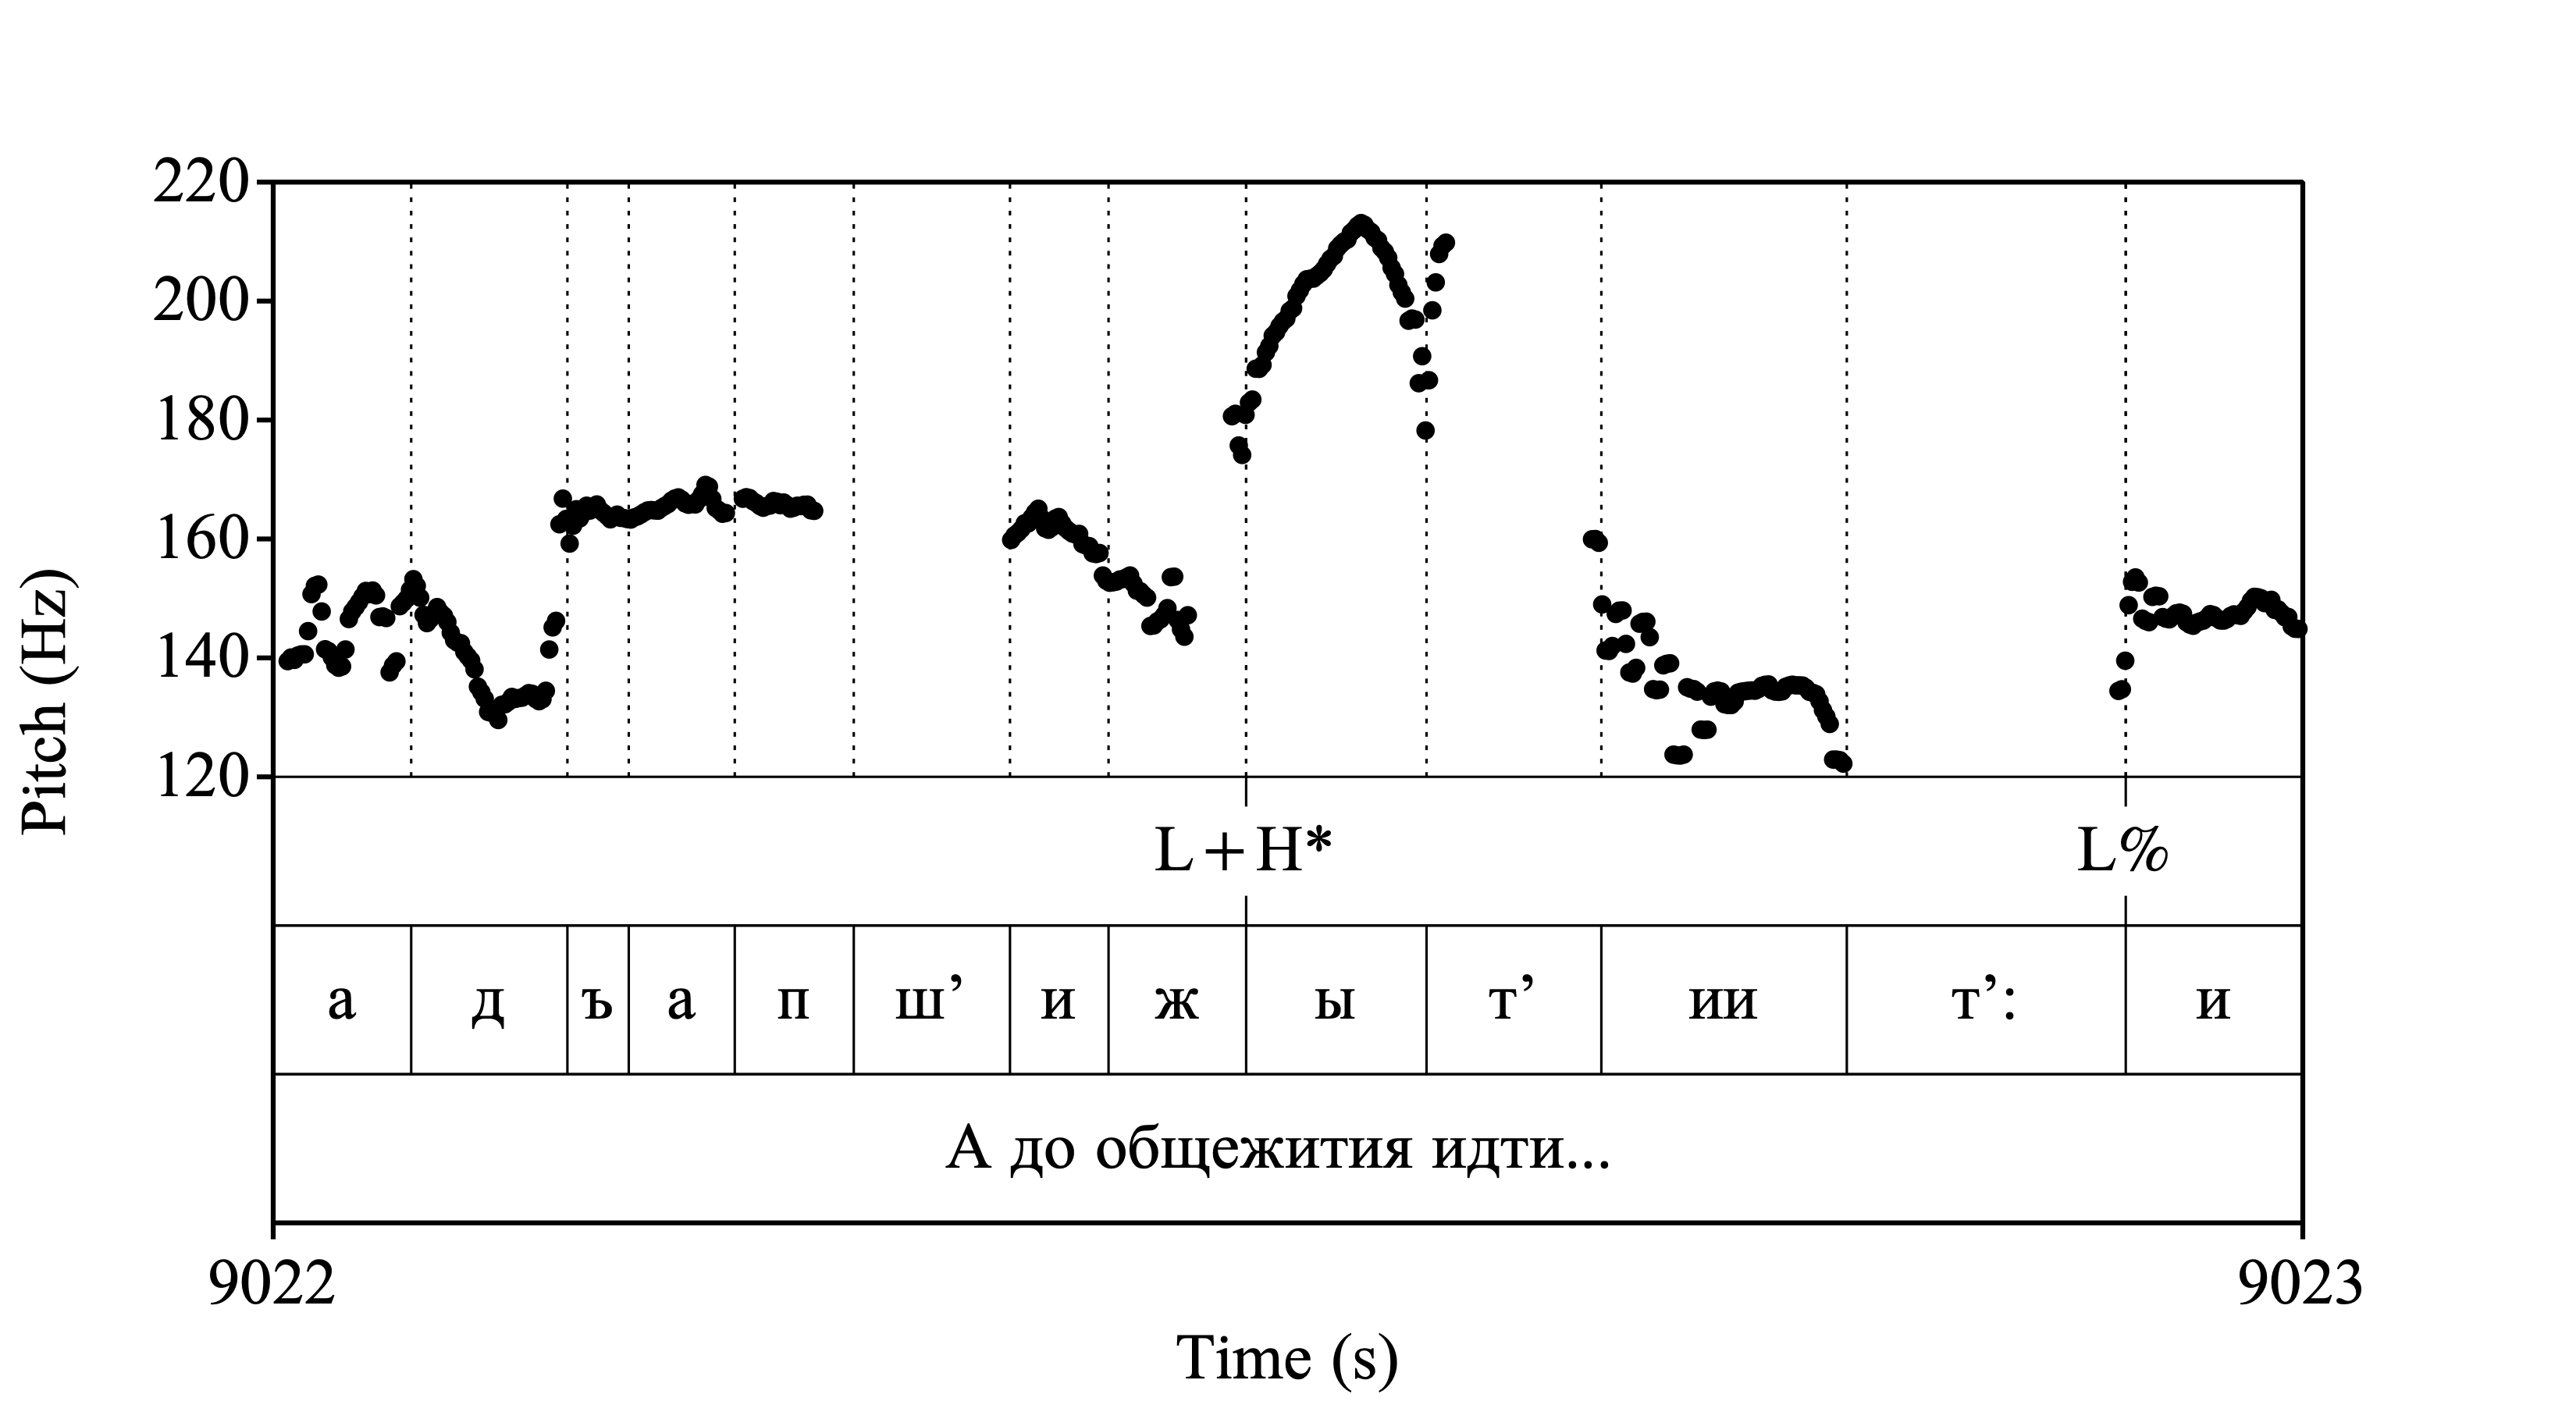 220
200
180
160
140
120
Pitch (Hz)
L+H* L%
а д ъ а п ш’ и ж ы т’ ии т’: и
А до общежития идти...
9022 9023
Time (s)